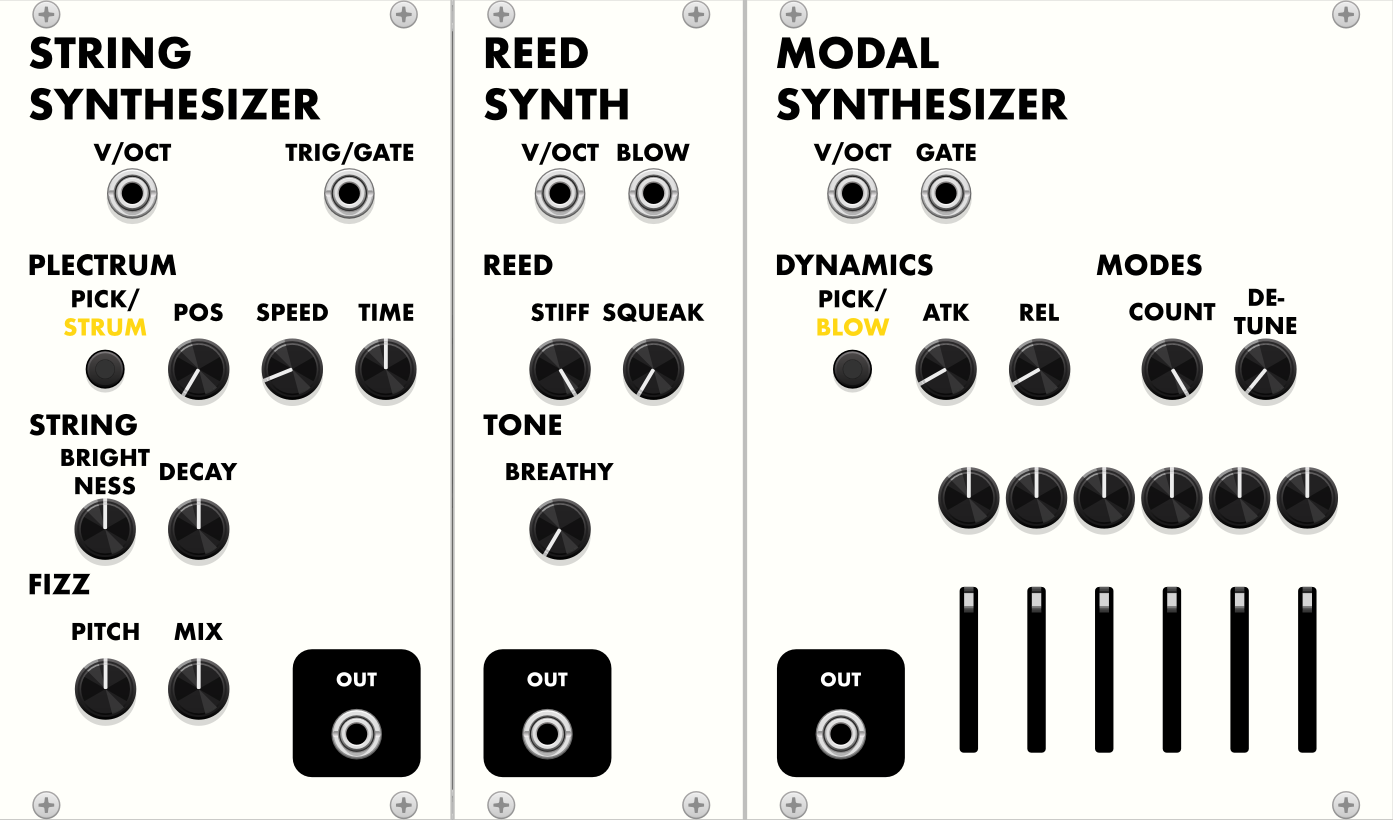 STRING
SYNTHESIZER
V/OCT TRIG/GATE
PLECTRUM
PICK/
STRUM
POS SPEED TIME
STRING
BRIGHT
NESS
DECAY
FIZZ
PITCH MIX
OUT
REED
SYNTH
V/OCT BLOW
REED
STIFF SQUEAK
TONE
BREATHY
OUT
MODAL
SYNTHESIZER
V/OCT GATE
DYNAMICS
PICK/
BLOW
ATK REL
MODES
COUNT
DE-
TUNE
OUT